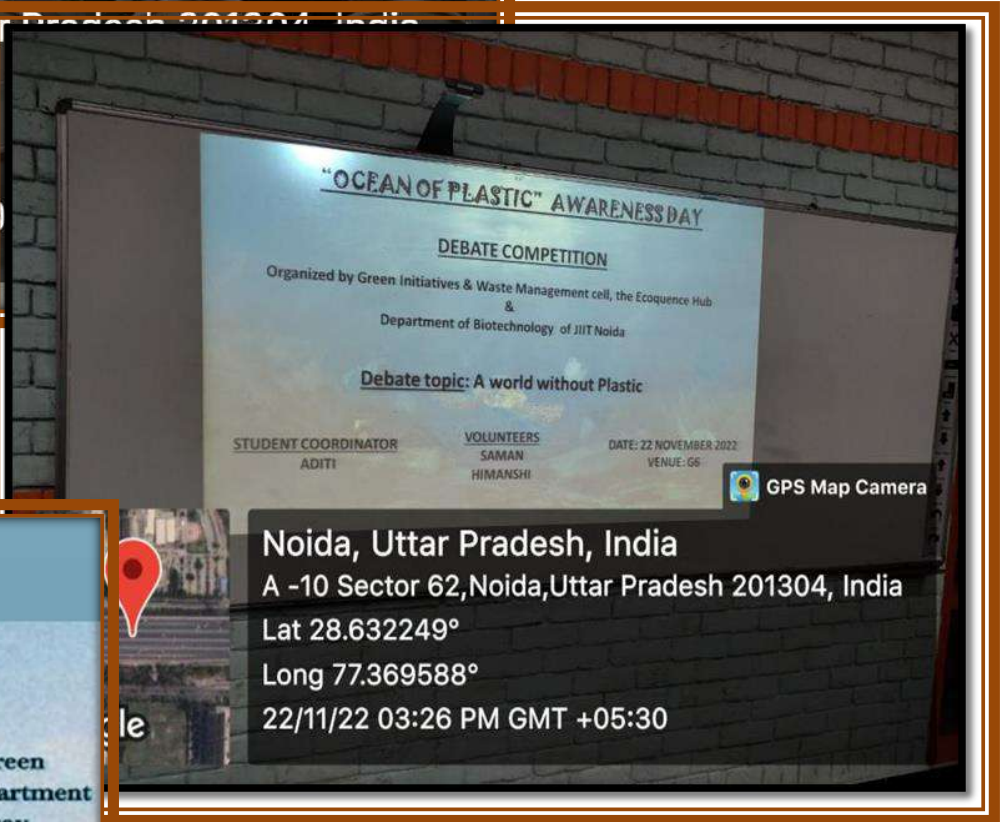 Pradesh 201304, India
"OCEAN OF PLASTIC" AWARENESS DAY
DEBATE COMPETITION
Organized by Green Initiatives & Waste Management cell, the Ecoquence Hub
&
Department of Biotechnology of JIIT Noida
Debate topic: A world without Plastic
STUDENT COORDINATOR
ADITI
VOLUNTEERS
SAMAN
HIMANSHI
DATE: 22 NOVEMBER 2022
VENUE: G6
GPS Map Camera
Noida, Uttar Pradesh, India
A -10 Sector 62,Noida,Uttar Pradesh 201304, India
Lat 28.632249°
Long 77.369588°
22/11/22 03:26 PM GMT +05:30